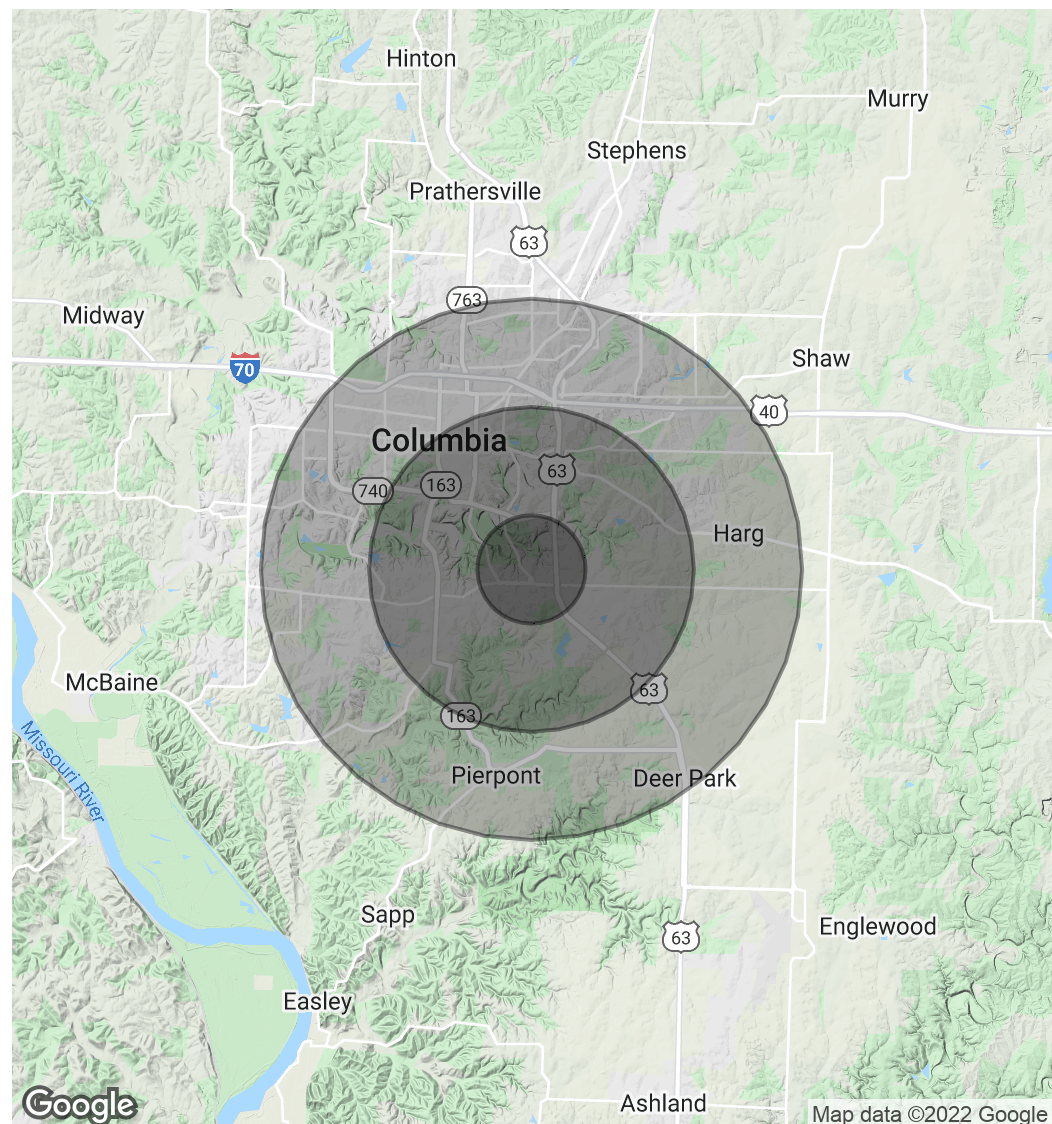 Hinton
Murry
Stephens
Prathersville
63
763
Midway
Shaw
70
40
Columbia
63
163
740
Harg
McBaine
63
163
Missouri River
Pierpont
Deer Park
Sapp
Englewood
63
Easley
Ashland
Google
Map data ©2022 Google